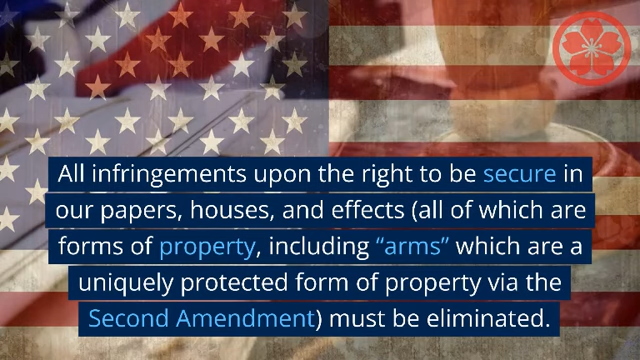 All infringements upon the right to be secure in
our papers, houses, and effects (all of which are
forms of property, including “arms” which are a
uniquely protected form of property via the
Second Amendment) must be eliminated.